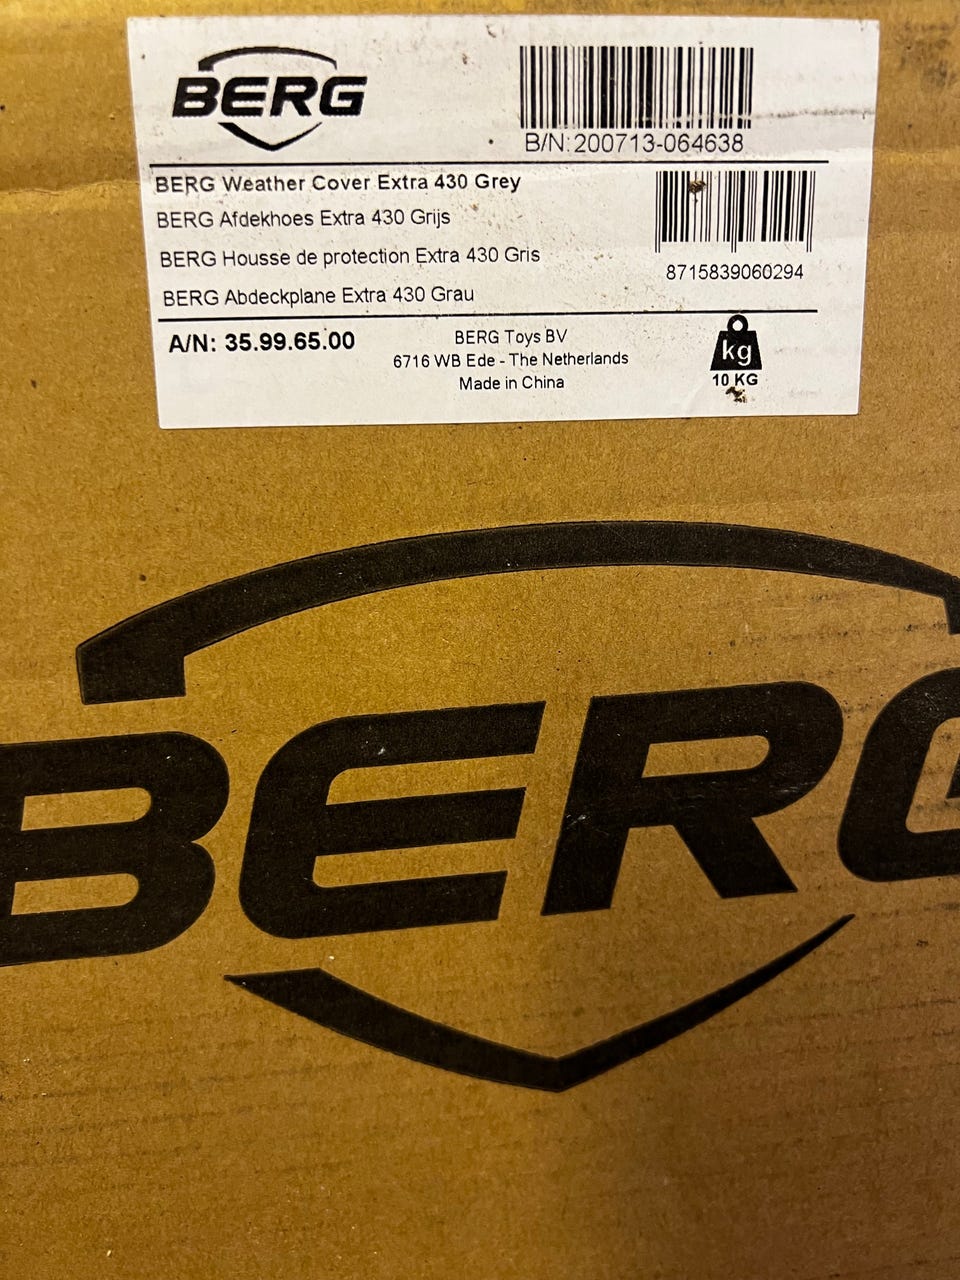 BERG
B/N: 200713-064638
BERG Weather Cover Extra 430 Grey
BERG Afdekhoes Extra 430 Grijs
BERG Housse de protection Extra 430 Gris
BERG Abdeckplane Extra 430 Grau
8715839060294
A/N: 35.99.65.00
BERG Toys BV
6716 WB Ede - The Netherlands
Made in China
kg
10 KG
BERG